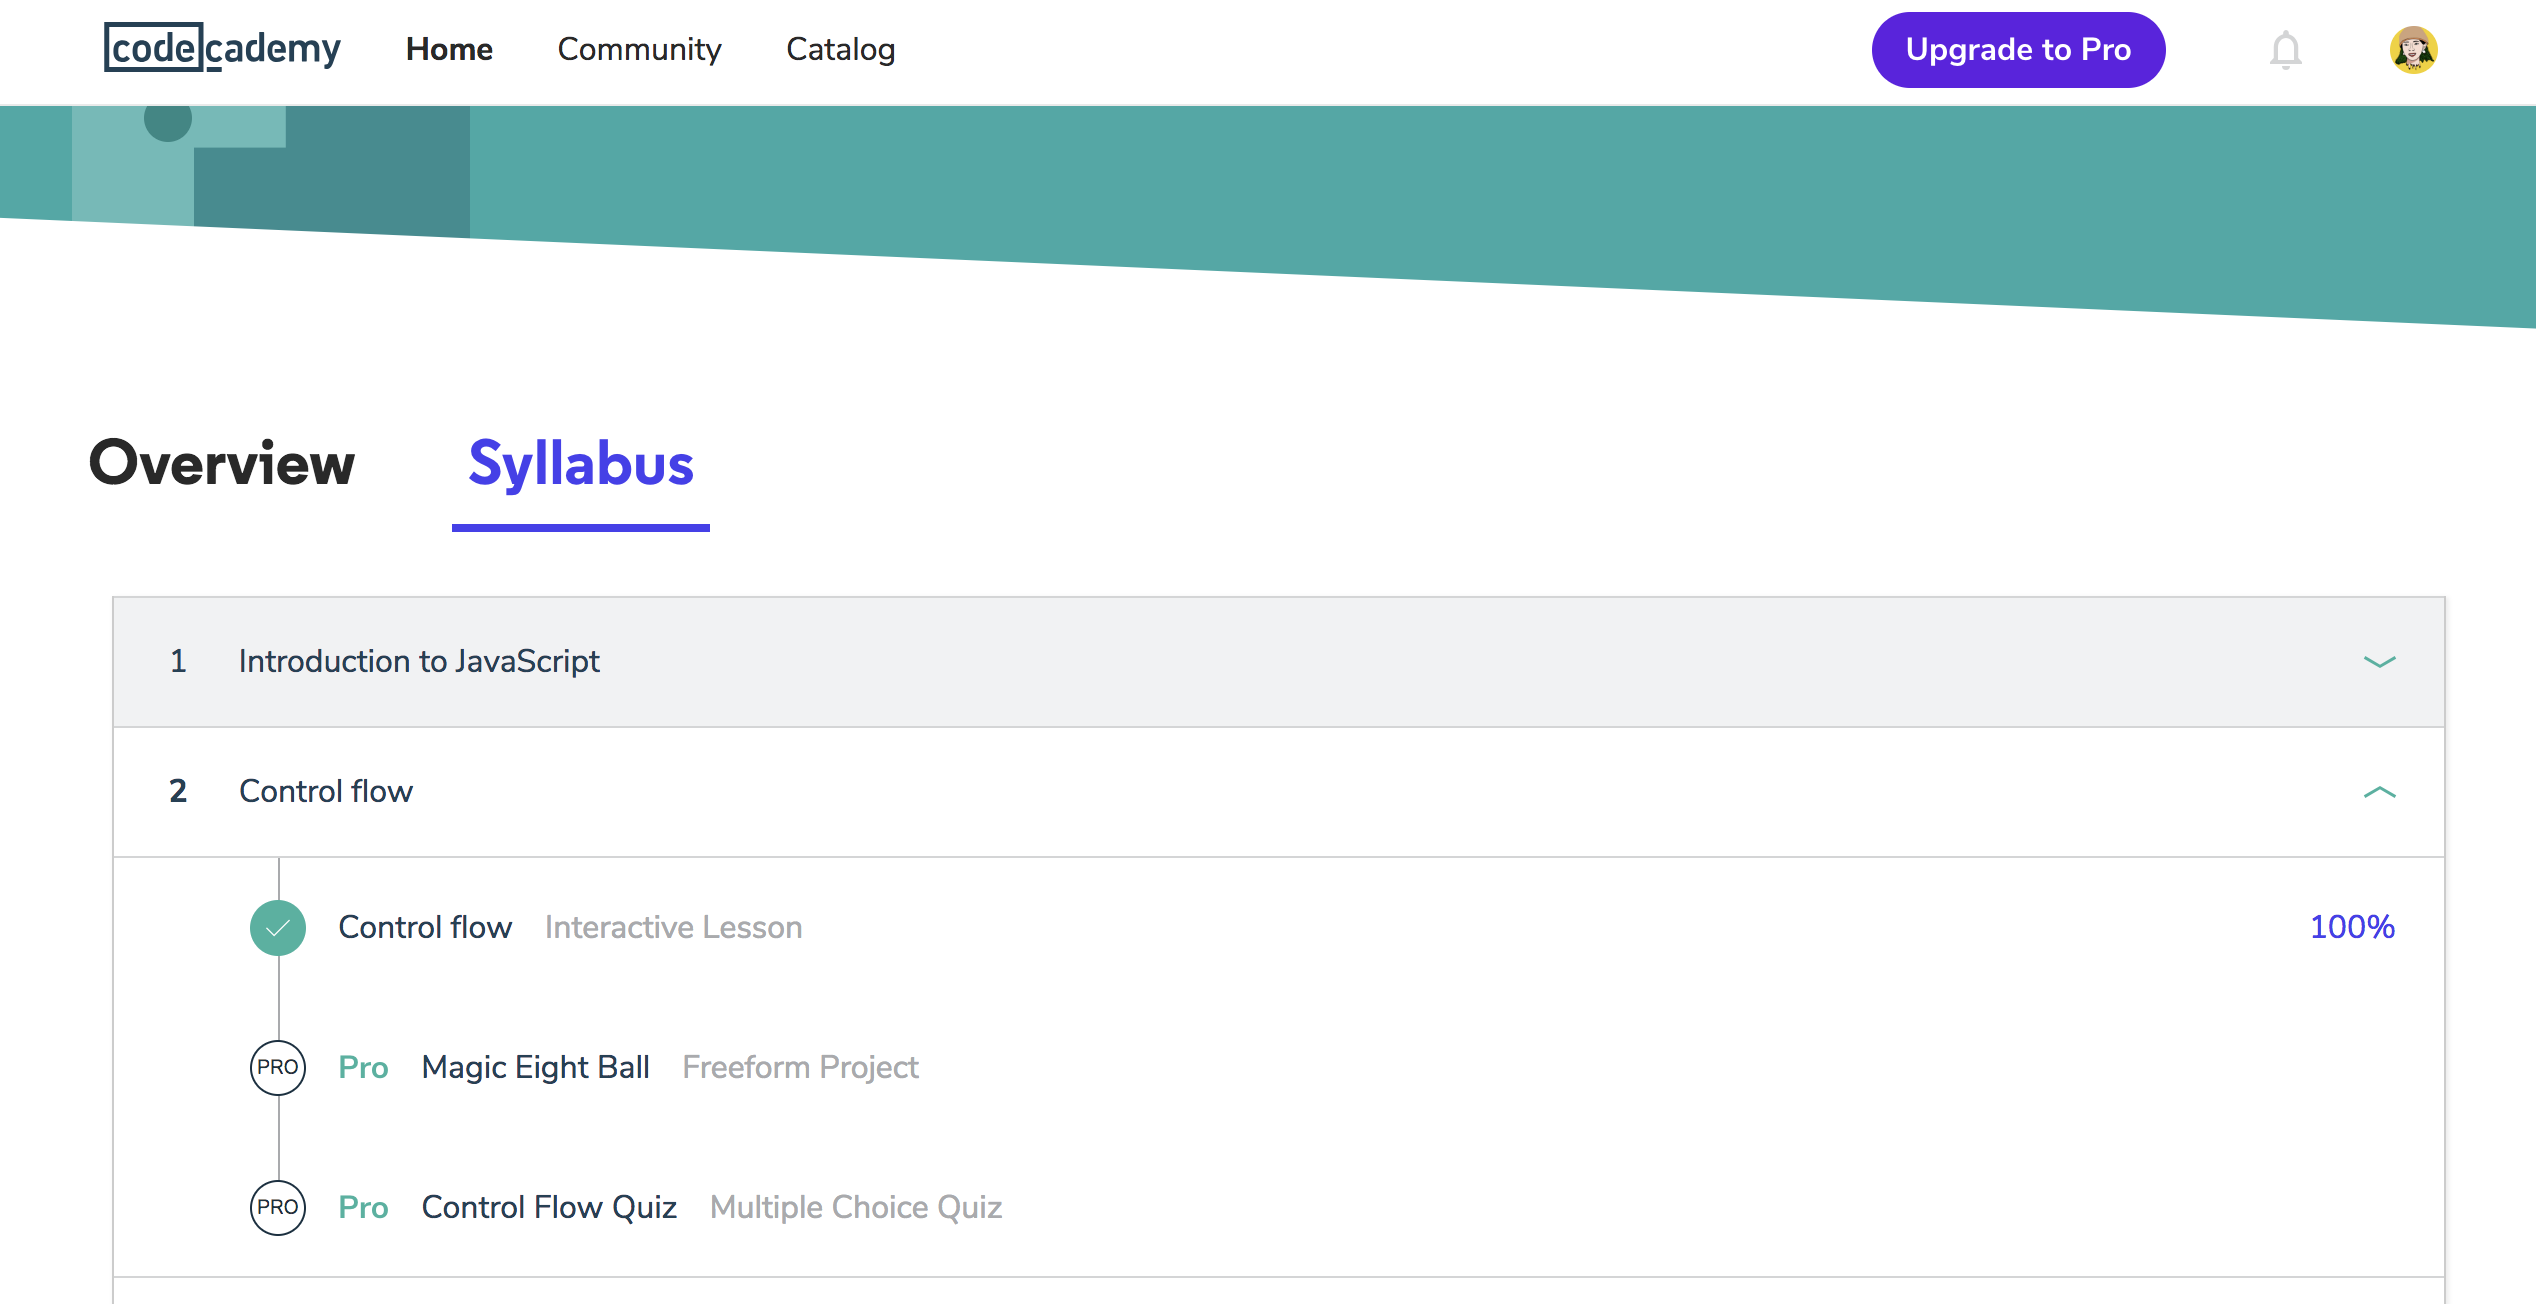 codecademy Home Community Catalog Upgrade to Pro
Overview Syllabus
1 Introduction to JavaScript
2 Control flow
Control flow Interactive Lesson 100%
PRO Pro Magic Eight Ball Freeform Project
PRO Pro Control Flow Quiz Multiple Choice Quiz